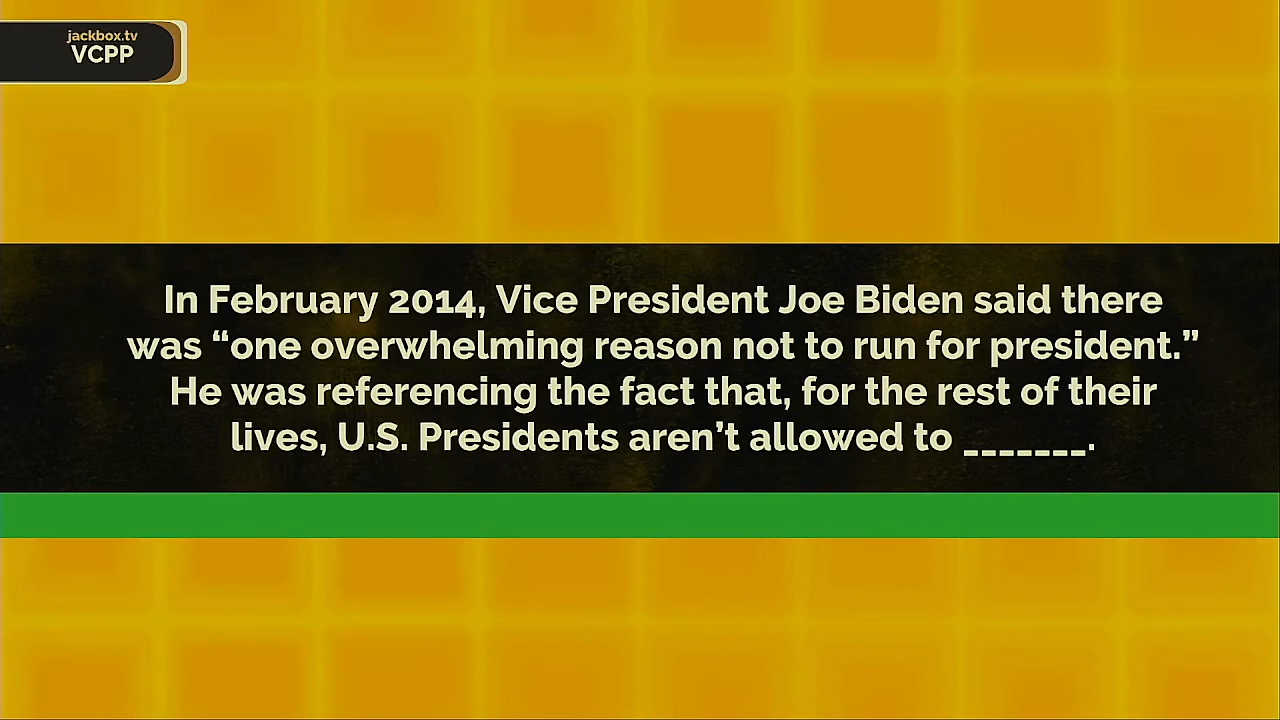 jackbox.tv
VCPP
In February 2014, Vice President Joe Biden said there
was “one overwhelming reason not to run for president.”
He was referencing the fact that, for the rest of their
lives, U.S. Presidents aren’t allowed to _______.